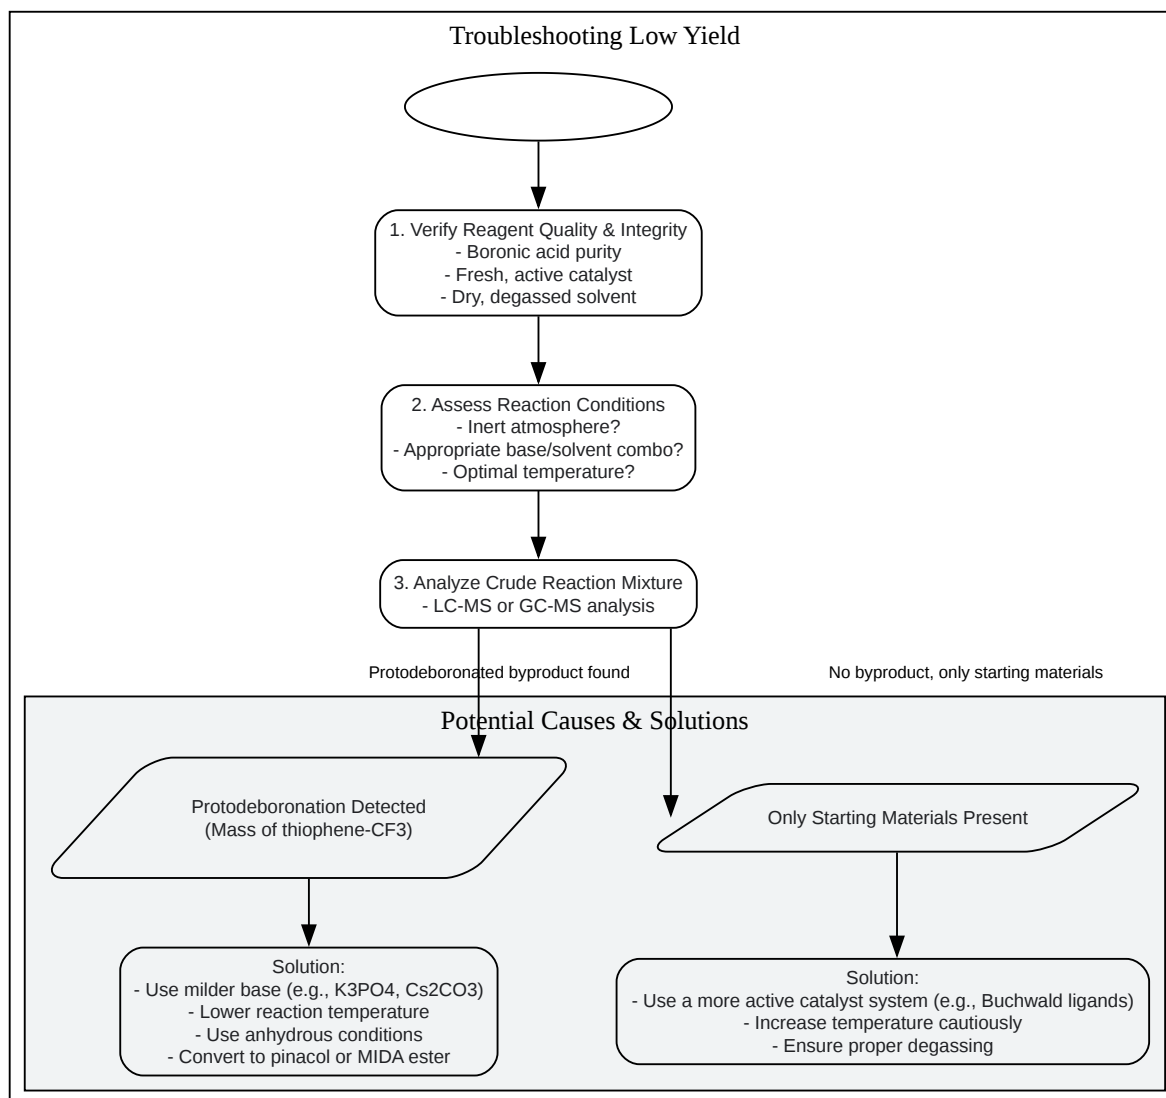 Troubleshooting Low Yield
1. Verify Reagent Quality & Integrity
- Boronic acid purity
- Fresh, active catalyst
- Dry, degassed solvent
2. Assess Reaction Conditions
- Inert atmosphere?
- Appropriate base/solvent combo?
- Optimal temperature?
3. Analyze Crude Reaction Mixture
- LC-MS or GC-MS analysis
Protodeboronated byproduct found
No byproduct, only starting materials
Potential Causes & Solutions
Protodeboronation Detected
(Mass of thiophene-CF3)
Only Starting Materials Present
Solution:
- Use milder base (e.g., K3PO4, Cs2CO3)
- Lower reaction temperature
- Use anhydrous conditions
- Convert to pinacol or MIDA ester
Solution:
- Use a more active catalyst system (e.g., Buchwald ligands)
- Increase temperature cautiously
- Ensure proper degassing